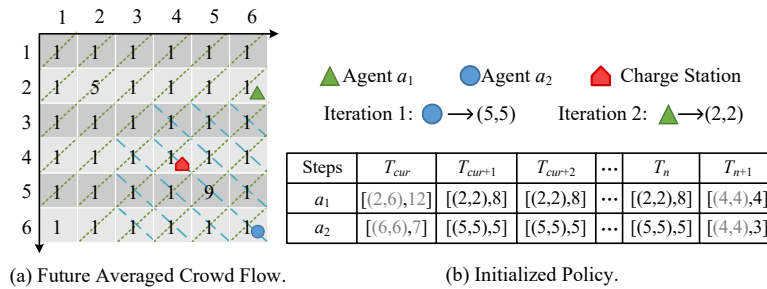 1 2 3 4 5 6
1 1 1 1 1 1 1
2 1 5 1 1 1 1
3 1 1 1 1 1 1
4 1 1 1 1 1 1
5 1 1 1 1 9 1
6 1 1 1 1 1 1
(a) Future Averaged Crowd Flow.
Agent a1 Agent a2 Charge Station
Iteration 1: →(5,5) Iteration 2: →(2,2)
Steps Tcur Tcur+1 Tcur+2 ··· Tn Tn+1
a1 [(2,6),12] [(2,2),8] [(2,2),8] ··· [(2,2),8] [(4,4),4]
a2 [(6,6),7] [(5,5),5] [(5,5),5] ··· [(5,5),5] [(4,4),3]
(b) Initialized Policy.